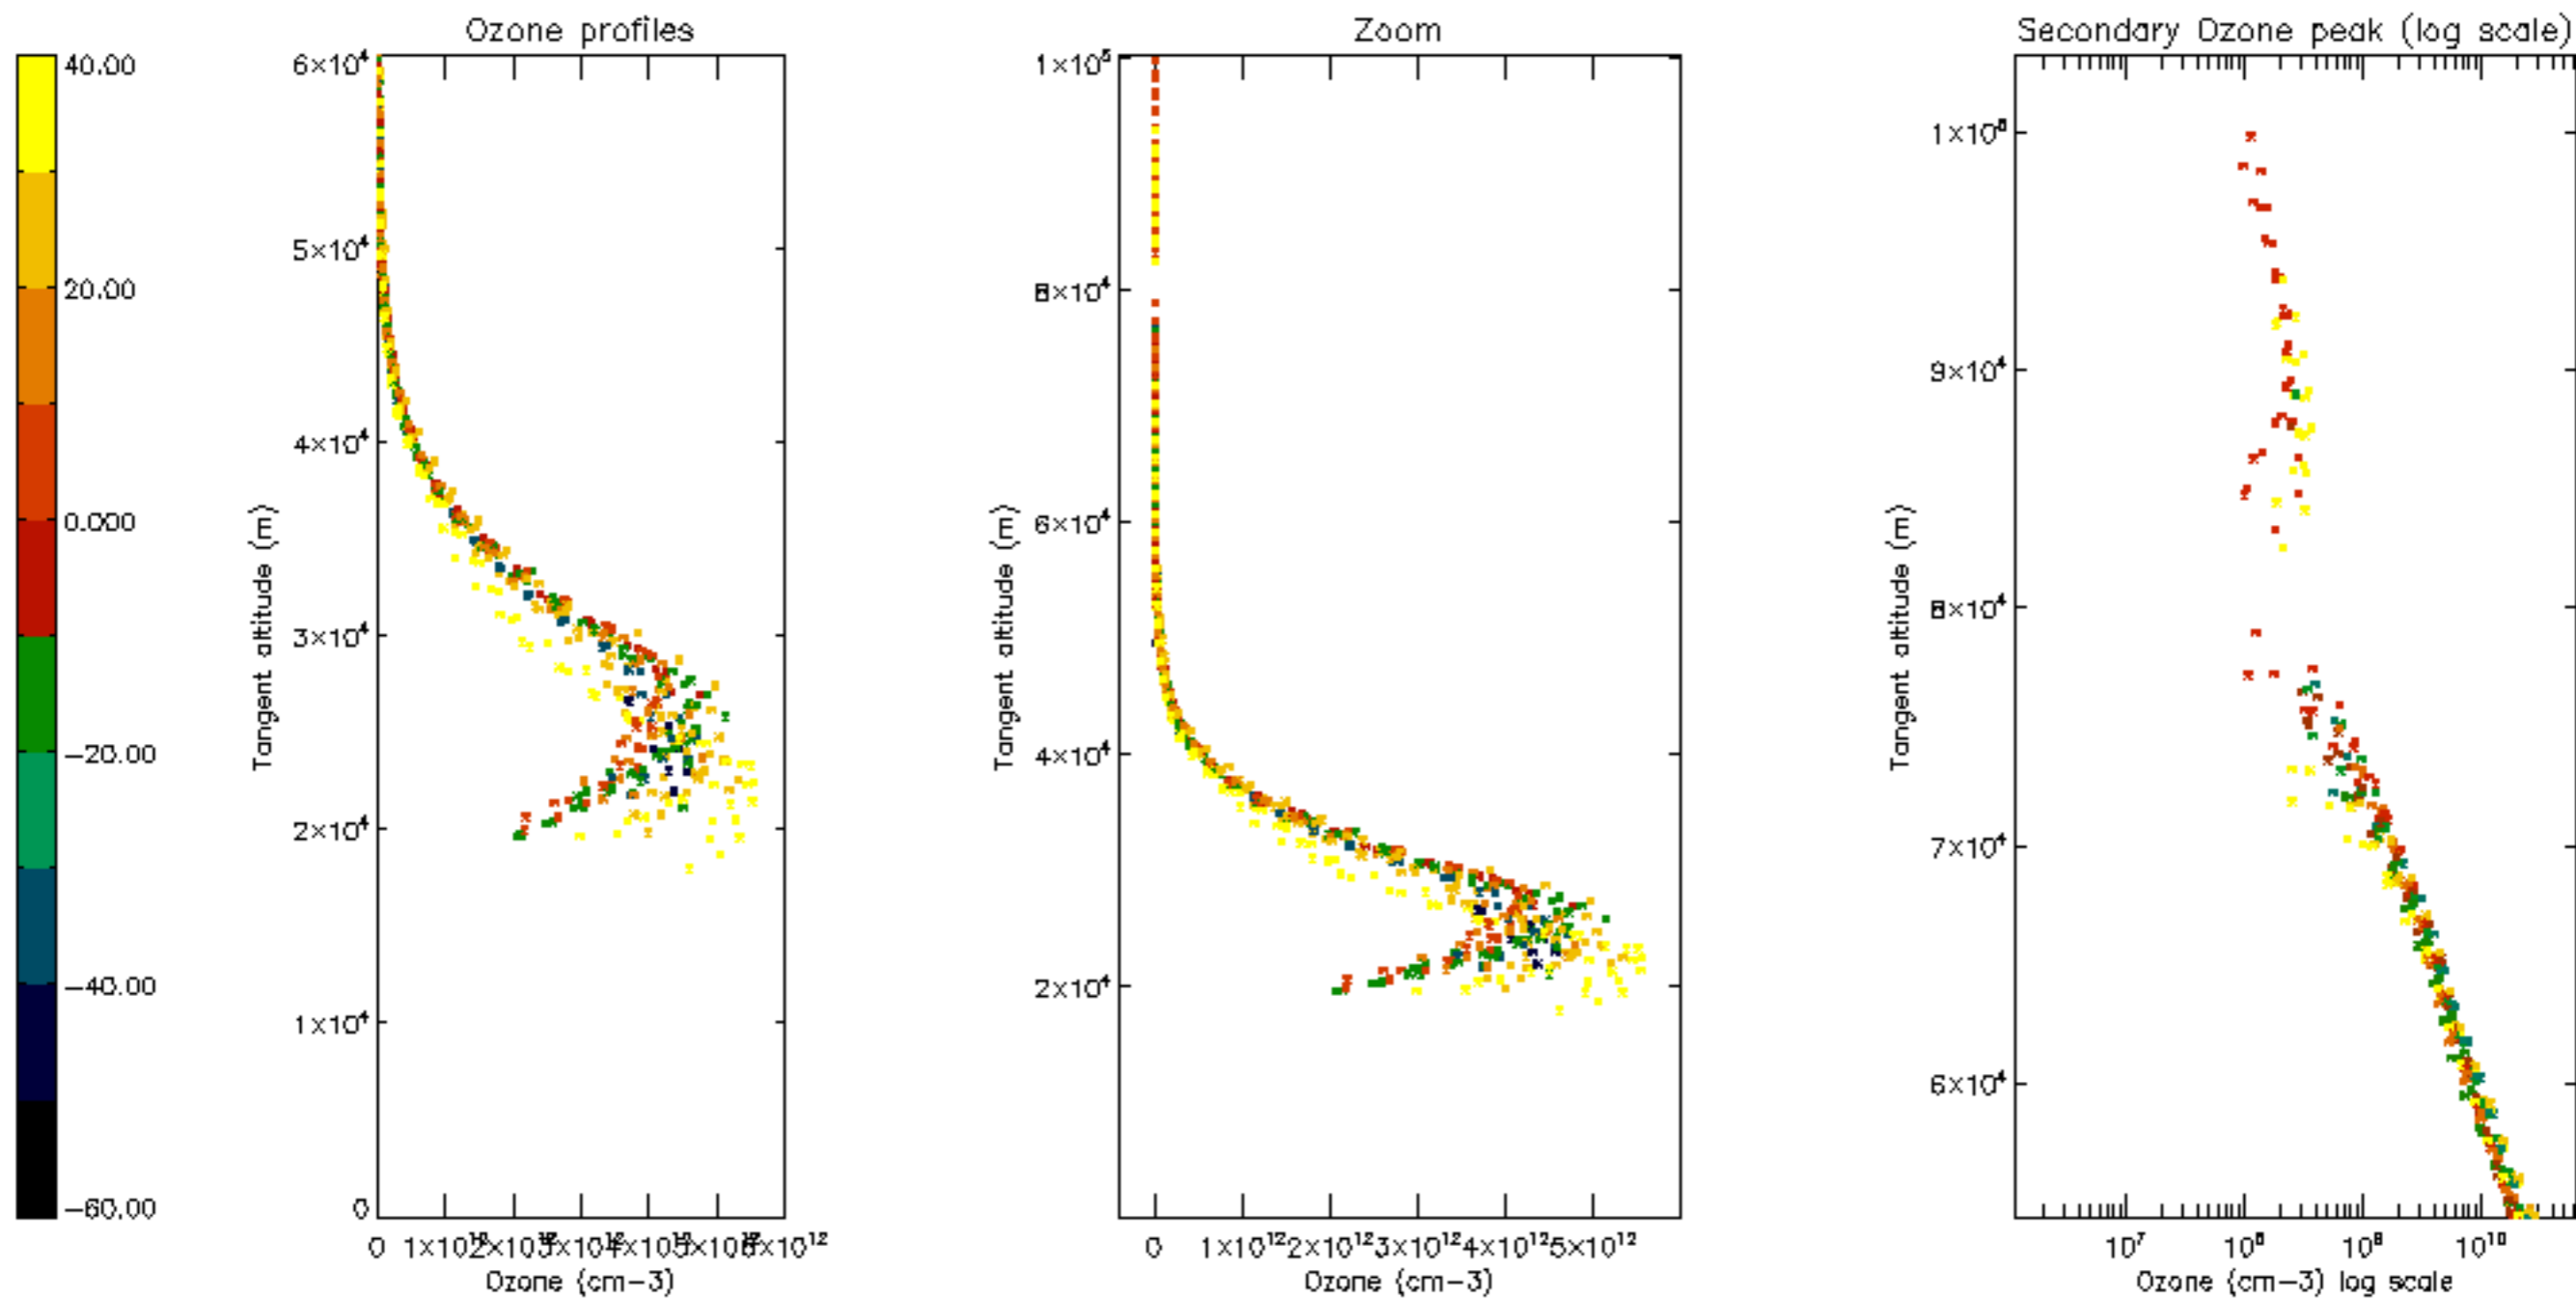 Ozone profiles
Zoom
Secondary Ozone peak (log scale)
40.00
20.00
0.000
−20.00
−40.00
−60.00
6×10⁴
5×10⁴
4×10⁴
3×10⁴
2×10⁴
1×10⁴
0
Tangent altitude (m)
0
6×10¹²
Ozone (cm−3)
1×10⁵
8×10⁴
6×10⁴
4×10⁴
2×10⁴
Tangent altitude (m)
0 1×10¹² 2×10¹² 3×10¹² 4×10¹² 5×10¹²
Ozone (cm−3)
9×10⁴
8×10⁴
7×10⁴
6×10⁴
Tangent altitude (m)
10⁷ 10⁸ 10⁹ 10¹⁰
Ozone (cm−3) log scale